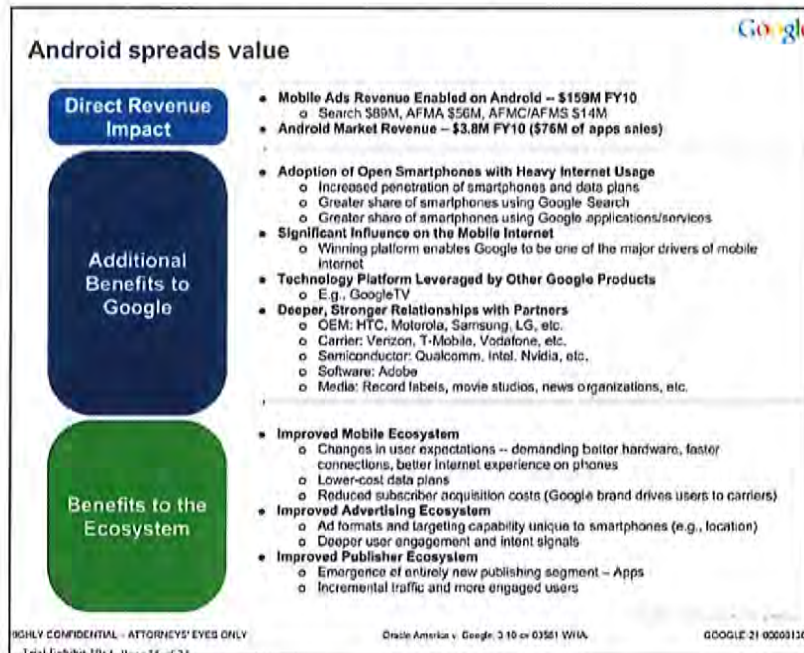 Google
Android spreads value
Direct Revenue
Impact
• Mobile Ads Revenue Enabled on Android -- $159M FY10
o Search $89M, AFMA $56M, AFMC/AFMS $14M
• Android Market Revenue -- $3.8M FY10 ($76M of apps sales)
Additional
Benefits to
Google
• Adoption of Open Smartphones with Heavy Internet Usage
o Increased penetration of smartphones and data plans
o Greater share of smartphones using Google Search
o Greater share of smartphones using Google applications/services
• Significant Influence on the Mobile Internet
o Winning platform enables Google to be one of the major drivers of mobile
internet
• Technology Platform Leveraged by Other Google Products
o E.g., GoogleTV
• Deeper, Stronger Relationships with Partners
o OEM: HTC, Motorola, Samsung, LG, etc.
o Carrier: Verizon, T-Mobile, Vodafone, etc.
o Semiconductor: Qualcomm, Intel, Nvidia, etc.
o Software: Adobe
o Media: Record labels, movie studios, news organizations, etc.
Benefits to the
Ecosystem
• Improved Mobile Ecosystem
o Changes in user expectations -- demanding better hardware, faster
connections, better internet experience on phones
o Lower-cost data plans
o Reduced subscriber acquisition costs (Google brand drives users to carriers)
• Improved Advertising Ecosystem
o Ad formats and targeting capability unique to smartphones (e.g., location)
o Deeper user engagement and intent signals
• Improved Publisher Ecosystem
o Emergence of entirely new publishing segment -- Apps
o Incremental traffic and more engaged users
HIGHLY CONFIDENTIAL - ATTORNEYS' EYES ONLY
Oracle America v. Google, 3:10-cv-03561-WHA
Trial Exhibit